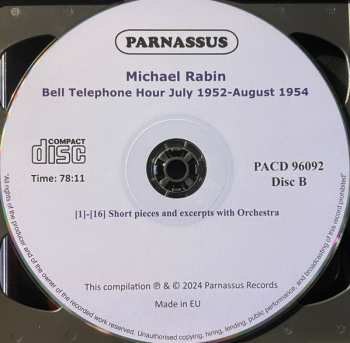 PARNASSUS
Michael Rabin
Bell Telephone Hour July 1952-August 1954
COMPACT
disc
Time: 78:11
PACD 96092
Disc B
[1]-[16] Short pieces and excerpts with Orchestra
This compilation ℗ & © 2024 Parnassus Records
Made in EU
*All rights of the producer and of the owner of the work reserved. Unauthorised copying, hiring, lending, public performance, and broadcasting of this record prohibited*